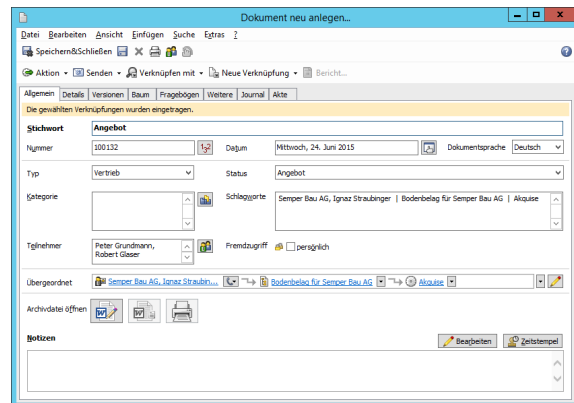 Dokument neu anlegen...
Datei Bearbeiten Ansicht Einfügen Suche Extras ?
Speichern&Schließen
Aktion Senden Verknüpfen mit Neue Verknüpfung Bericht...
Allgemein Details Versionen Baum Fragebögen Weitere Journal Akte
Die gewählten Verknüpfungen wurden eingetragen.
Stichwort Angebot
Nummer 100132 Datum Mittwoch, 24. Juni 2015 Dokumentsprache Deutsch
Typ Vertrieb Status Angebot
Kategorie Schlagworte Semper Bau AG, Ignaz Straubinger | Bodenbelag für Semper Bau AG | Akquise
Teilnehmer Peter Grundmann, Fremdzugriff persönlich
Robert Glaser
Übergeordnet Semper Bau AG, Ignaz Straubin... Bodenbelag für Semper Bau AG Akquise
Archivdatei öffnen
Notizen Bearbeiten Zeitstempel